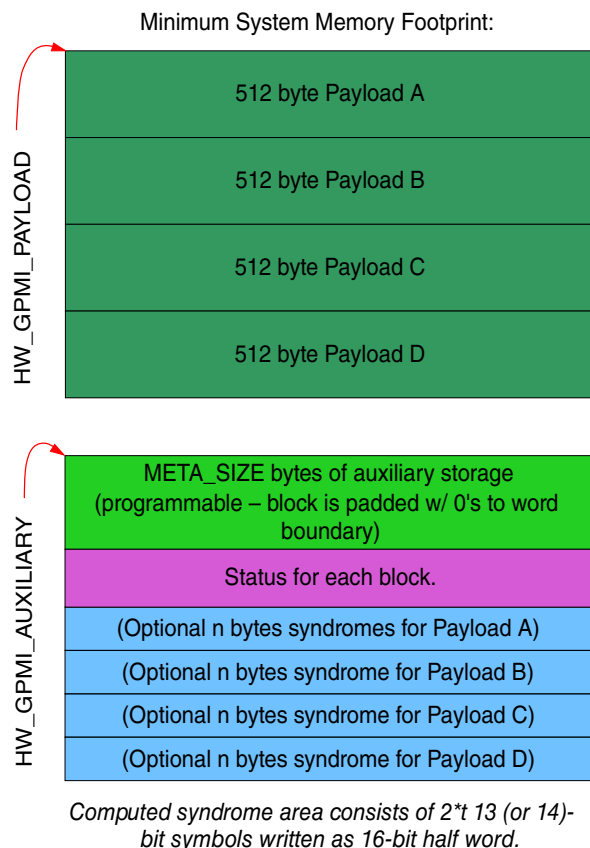 Minimum System Memory Footprint:
HW_GPMI_PAYLOAD
512 byte Payload A
512 byte Payload B
512 byte Payload C
512 byte Payload D
HW_GPMI_AUXILIARY
META_SIZE bytes of auxiliary storage
(programmable – block is padded w/ 0's to word
boundary)
Status for each block.
(Optional n bytes syndromes for Payload A)
(Optional n bytes syndrome for Payload B)
(Optional n bytes syndrome for Payload C)
(Optional n bytes syndrome for Payload D)
Computed syndrome area consists of 2*t 13 (or 14)-
bit symbols written as 16-bit half word.